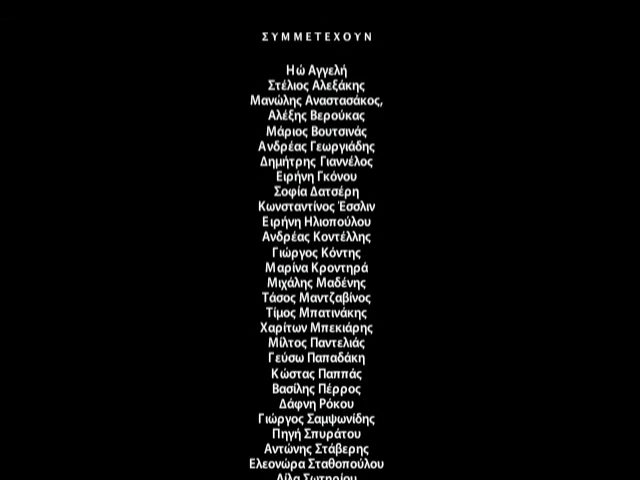 ΣΥΜΜΕΤΕΧΟΥΝ
Ηώ Αγγελή
Στέλιος Αλεξάκης
Μανώλης Αναστασάκος,
Αλέξης Βερούκας
Μάριος Βουτσινάς
Ανδρέας Γεωργιάδης
Δημήτρης Γιαννέλος
Ειρήνη Γκόνου
Σοφία Δατσέρη
Κωνσταντίνος Έσσλιν
Ειρήνη Ηλιοπούλου
Ανδρέας Κοντέλλης
Γιώργος Κόντης
Μαρίνα Κροντηρά
Μιχάλης Μαδένης
Τάσος Μαντζαβίνος
Τίμος Μπατινάκης
Χαρίτων Μπεκιάρης
Μίλτος Παντελιάς
Γεύσω Παπαδάκη
Κώστας Παππάς
Βασίλης Πέρρος
Δάφνη Ρόκου
Γιώργος Σαμψωνίδης
Πηγή Σπυράτου
Αντώνης Στάβερης
Ελεονώρα Σταθοπούλου
Λίλα Σωτηρίου